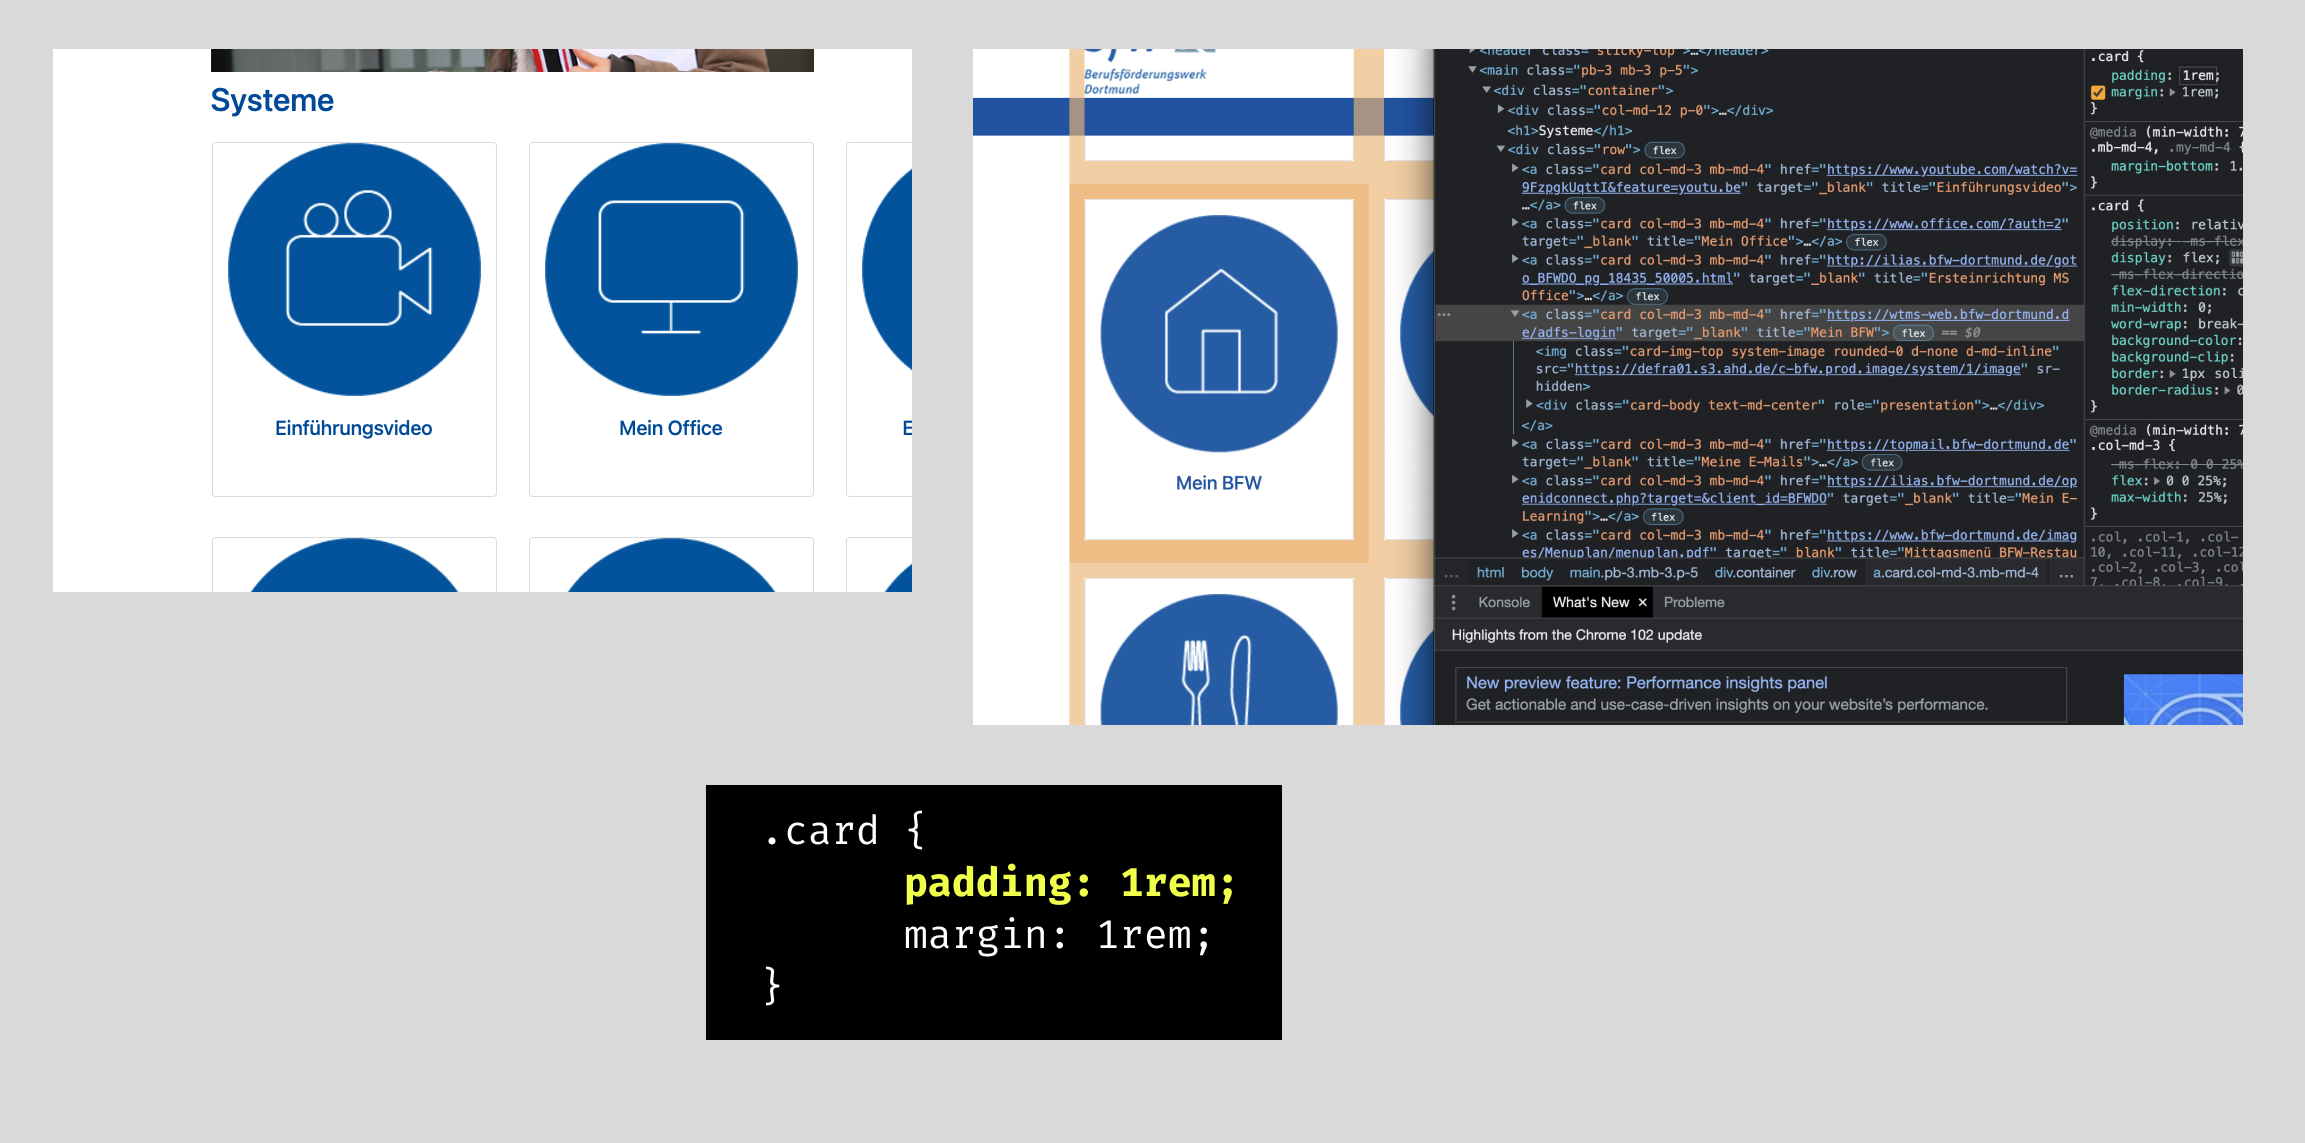 Systeme
Einführungsvideo
Mein Office
E
Berufsförderungswerk
Dortmund
Mein BFW
<header class="sticky-top">…</header>
<main class="pb-3 mb-3 p-5">
<div class="container">
<div class="col-md-12 p-0">…</div>
<h1>Systeme</h1>
<div class="row"> flex
<a class="card col-md-3 mb-md-4" href="https://www.youtube.com/watch?v=
9FzpgkUqttI&feature=youtu.be" target="_blank" title="Einführungsvideo">
…</a> flex
<a class="card col-md-3 mb-md-4" href="https://www.office.com/?auth=2"
target="_blank" title="Mein Office">…</a> flex
<a class="card col-md-3 mb-md-4" href="http://ilias.bfw-dortmund.de/got
o_BFWDO_pg_18435_50005.html" target="_blank" title="Ersteinrichtung MS
Office">…</a> flex
<a class="card col-md-3 mb-md-4" href="https://wtms-web.bfw-dortmund.d
e/adfs-login" target="_blank" title="Mein BFW"> flex == $0
<img class="card-img-top system-image rounded-0 d-none d-md-inline"
src="https://defra01.s3.ahd.de/c-bfw.prod.image/system/1/image" sr-
hidden>
<div class="card-body text-md-center" role="presentation">…</div>
</a>
<a class="card col-md-3 mb-md-4" href="https://topmail.bfw-dortmund.de"
target="_blank" title="Meine E-Mails">…</a> flex
<a class="card col-md-3 mb-md-4" href="https://ilias.bfw-dortmund.de/op
enidconnect.php?target=&client_id=BFWDO" target="_blank" title="Mein E-
Learning">…</a> flex
<a class="card col-md-3 mb-md-4" href="https://www.bfw-dortmund.de/imag
es/Menuplan/menuplan.pdf" target="_blank" title="Mittagsmenü BFW-Restau
… html body main.pb-3.mb-3.p-5 div.container div.row a.card.col-md-3.mb-md-4 …
.card {
padding: 1rem;
margin: 1rem;
}
@media (min-width: 7
.mb-md-4, .my-md-4 {
margin-bottom: 1.
}
.card {
position: relativ
display: -ms-flex
display: flex;
-ms-flex-directio
flex-direction: c
min-width: 0;
word-wrap: break-
background-color:
background-clip:
border: 1px soli
border-radius: 0
}
@media (min-width: 7
.col-md-3 {
-ms-flex: 0 0 25%
flex: 0 0 25%;
max-width: 25%;
}
.col, .col-1, .col-
10, .col-11, .col-12
.col-2, .col-3, .col
7, .col-8, .col-9,
Konsole What's New × Probleme
Highlights from the Chrome 102 update
New preview feature: Performance insights panel
Get actionable and use-case-driven insights on your website's performance.
.card {
padding: 1rem;
margin: 1rem;
}